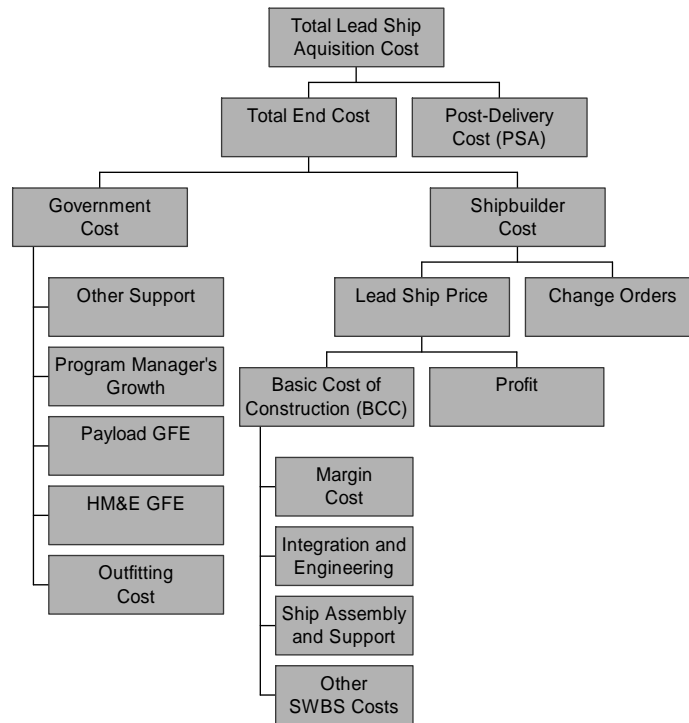 Total Lead Ship
Aquisition Cost
Total End Cost
Post-Delivery
Cost (PSA)
Government
Cost
Shipbuilder
Cost
Other Support
Program Manager's
Growth
Payload GFE
HM&E GFE
Outfitting
Cost
Lead Ship Price
Change Orders
Basic Cost of
Construction (BCC)
Profit
Margin
Cost
Integration and
Engineering
Ship Assembly
and Support
Other
SWBS Costs